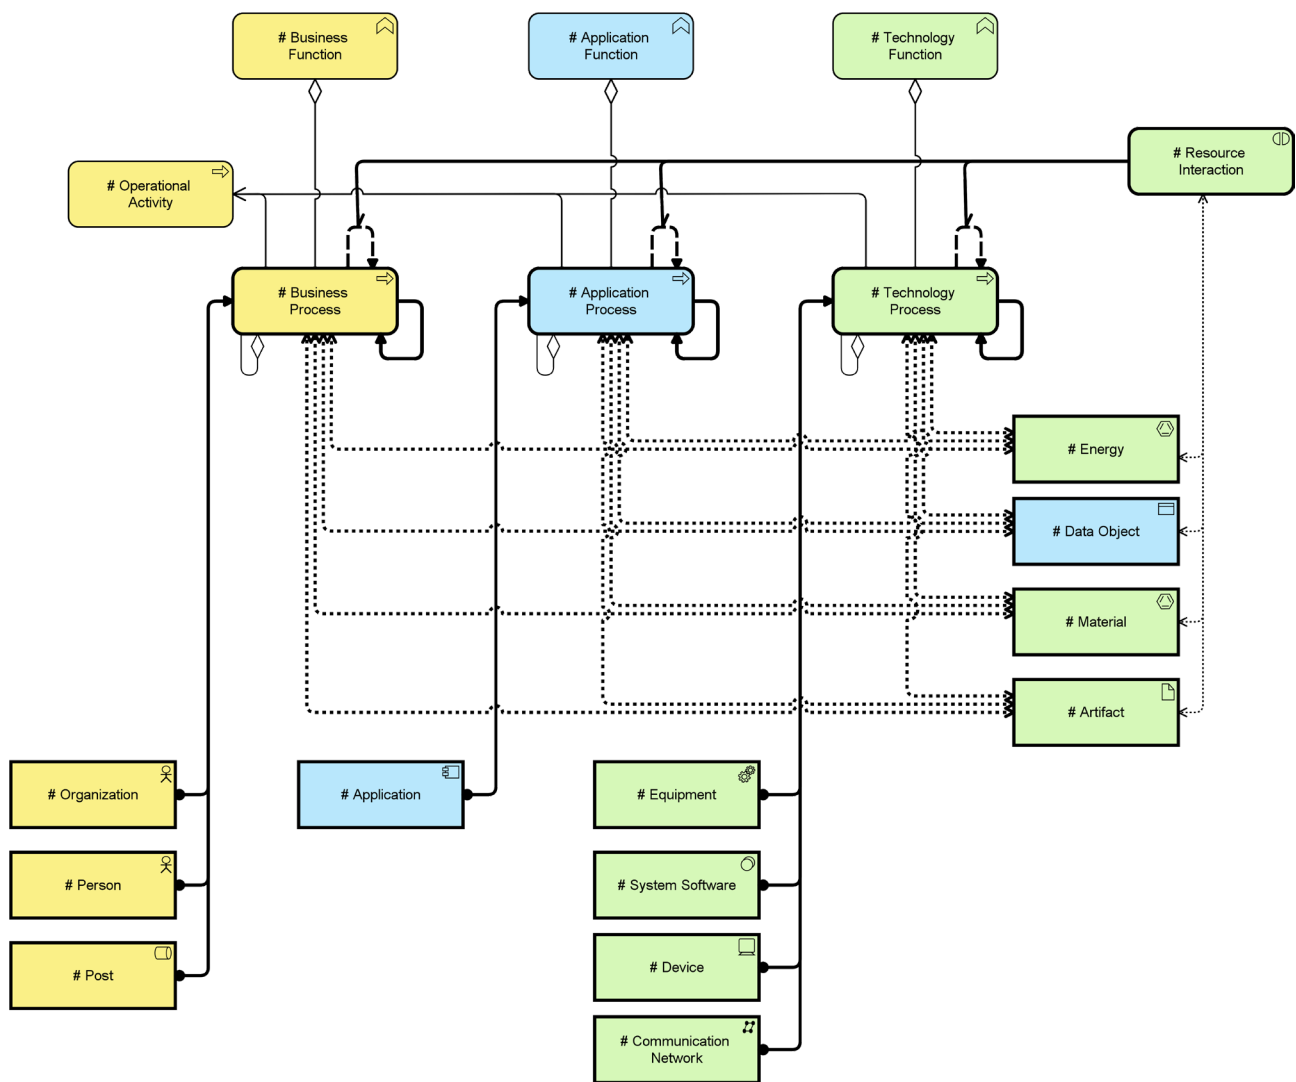 # Business
Function
# Application
Function
# Technology
Function
# Resource
Interaction
# Operational
Activity
# Business
Process
# Application
Process
# Technology
Process
# Energy
# Data Object
# Material
# Artifact
# Organization
# Application
# Equipment
# Person
# System Software
# Post
# Device
# Communication
Network